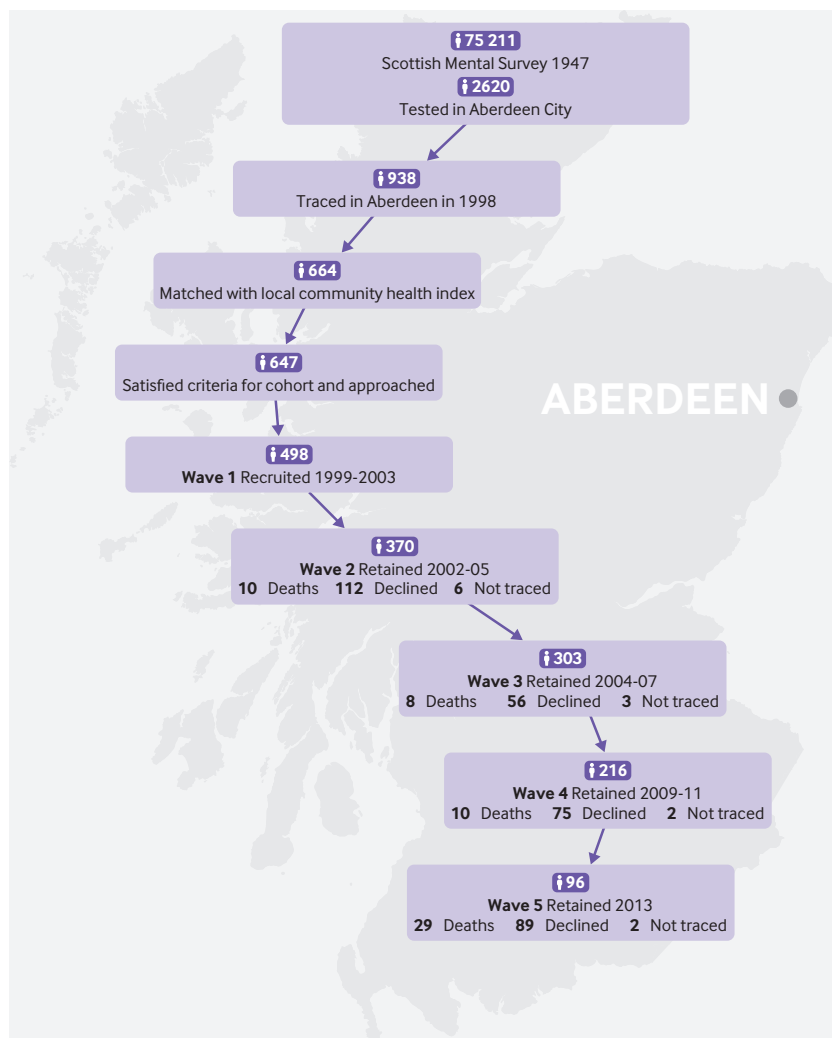 75 211
Scottish Mental Survey 1947
2620
Tested in Aberdeen City
938
Traced in Aberdeen in 1998
664
Matched with local community health index
647
Satisfied criteria for cohort and approached
ABERDEEN
498
Wave 1 Recruited 1999-2003
370
Wave 2 Retained 2002-05
10 Deaths 112 Declined 6 Not traced
303
Wave 3 Retained 2004-07
8 Deaths 56 Declined 3 Not traced
216
Wave 4 Retained 2009-11
10 Deaths 75 Declined 2 Not traced
96
Wave 5 Retained 2013
29 Deaths 89 Declined 2 Not traced